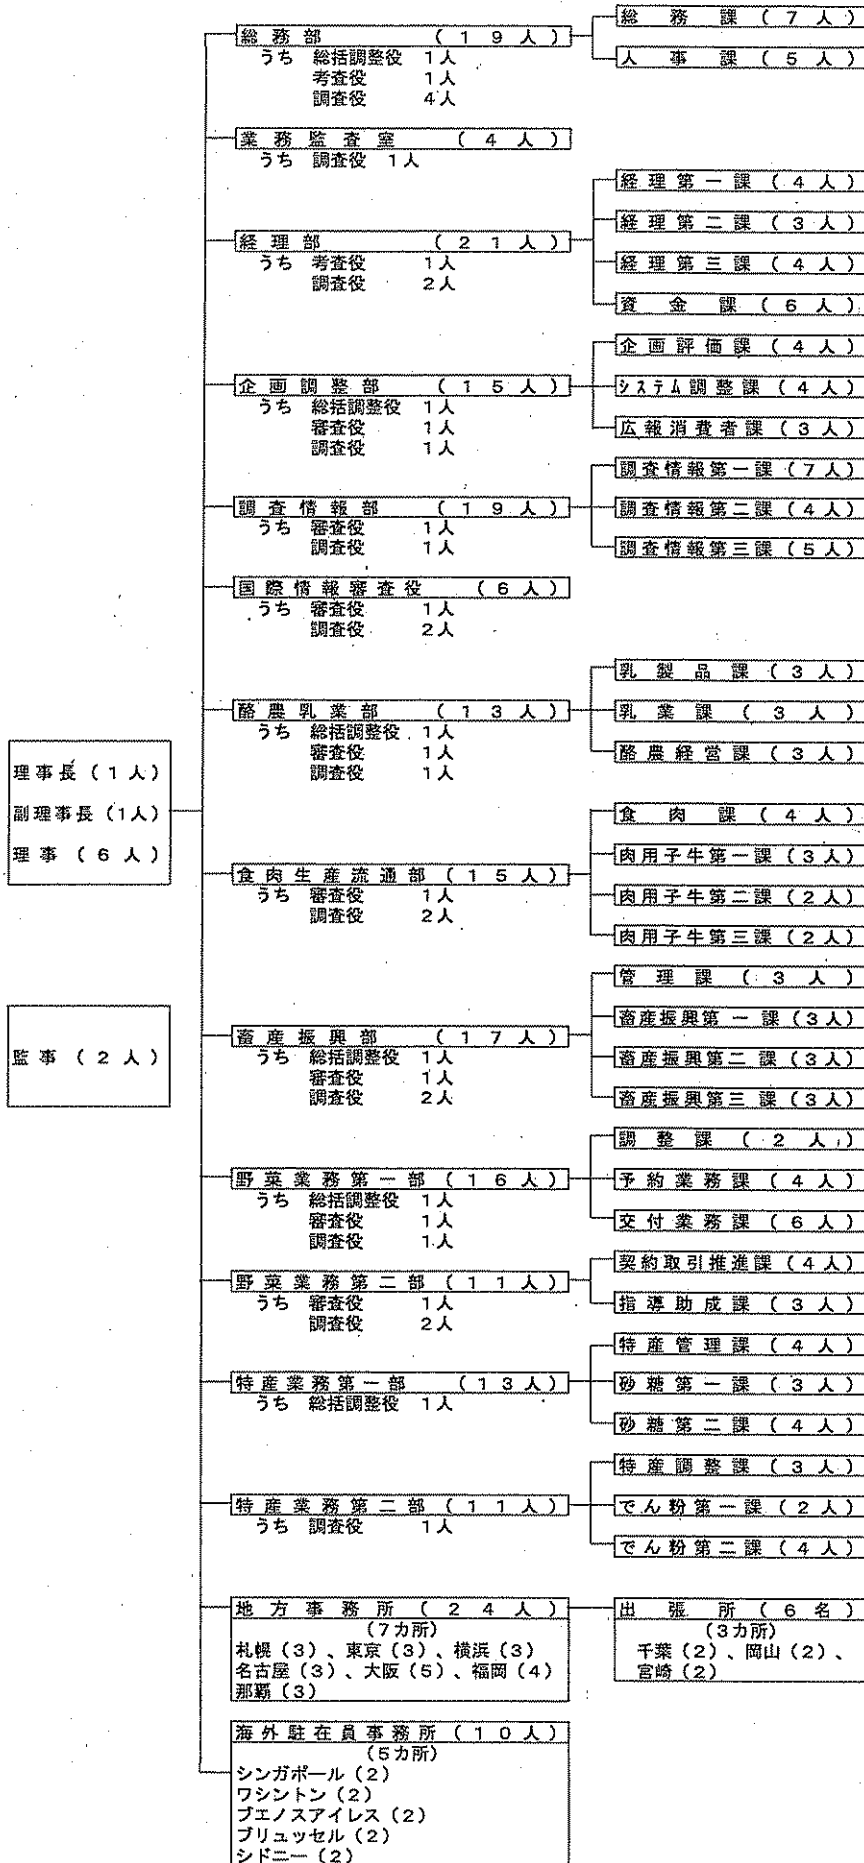 理事長（１人）
副理事長（１人）
理事（６人）
監事（２人）
総務部（１９人）
うち 総括調整役 １人
考査役 １人
調査役 ４人
総務課（７人）
人事課（５人）
業務監査室（４人）
うち 調査役 １人
経理部（２１人）
うち 考査役 １人
調査役 ２人
経理第一課（４人）
経理第二課（３人）
経理第三課（４人）
資金課（６人）
企画調整部（１５人）
うち 総括調整役 １人
審査役 １人
調査役 １人
企画評価課（４人）
システム調整課（４人）
広報消費者課（３人）
調査情報部（１９人）
うち 審査役 １人
調査役 １人
調査情報第一課（７人）
調査情報第二課（４人）
調査情報第三課（５人）
国際情報審査役（６人）
うち 審査役 １人
調査役 ２人
酪農乳業部（１３人）
うち 総括調整役 １人
審査役 １人
調査役 １人
乳製品課（３人）
乳業課（３人）
酪農経営課（３人）
食肉生産流通部（１５人）
うち 審査役 １人
調査役 ２人
食肉課（４人）
肉用子牛第一課（３人）
肉用子牛第二課（２人）
肉用子牛第三課（２人）
畜産振興部（１７人）
うち 総括調整役 １人
審査役 １人
調査役 ２人
管理課（３人）
畜産振興第一課（３人）
畜産振興第二課（３人）
畜産振興第三課（３人）
野菜業務第一部（１６人）
うち 総括調整役 １人
審査役 １人
調査役 １人
調整課（２人）
予約業務課（４人）
交付業務課（６人）
野菜業務第二部（１１人）
うち 審査役 １人
調査役 ２人
契約取引推進課（４人）
指導助成課（３人）
特産業務第一部（１３人）
うち 総括調整役 １人
特産管理課（４人）
砂糖第一課（３人）
砂糖第二課（４人）
特産業務第二部（１１人）
うち 調査役 １人
特産調整課（３人）
でん粉第一課（２人）
でん粉第二課（４人）
地方事務所（２４人）
（７カ所）
札幌（３）、東京（３）、横浜（３）
名古屋（３）、大阪（５）、福岡（４）
那覇（３）
出張所（６名）
（３カ所）
千葉（２）、岡山（２）、
宮崎（２）
海外駐在員事務所（１０人）
（５カ所）
シンガポール（２）
ワシントン（２）
ブエノスアイレス（２）
ブリュッセル（２）
シドニー（２）